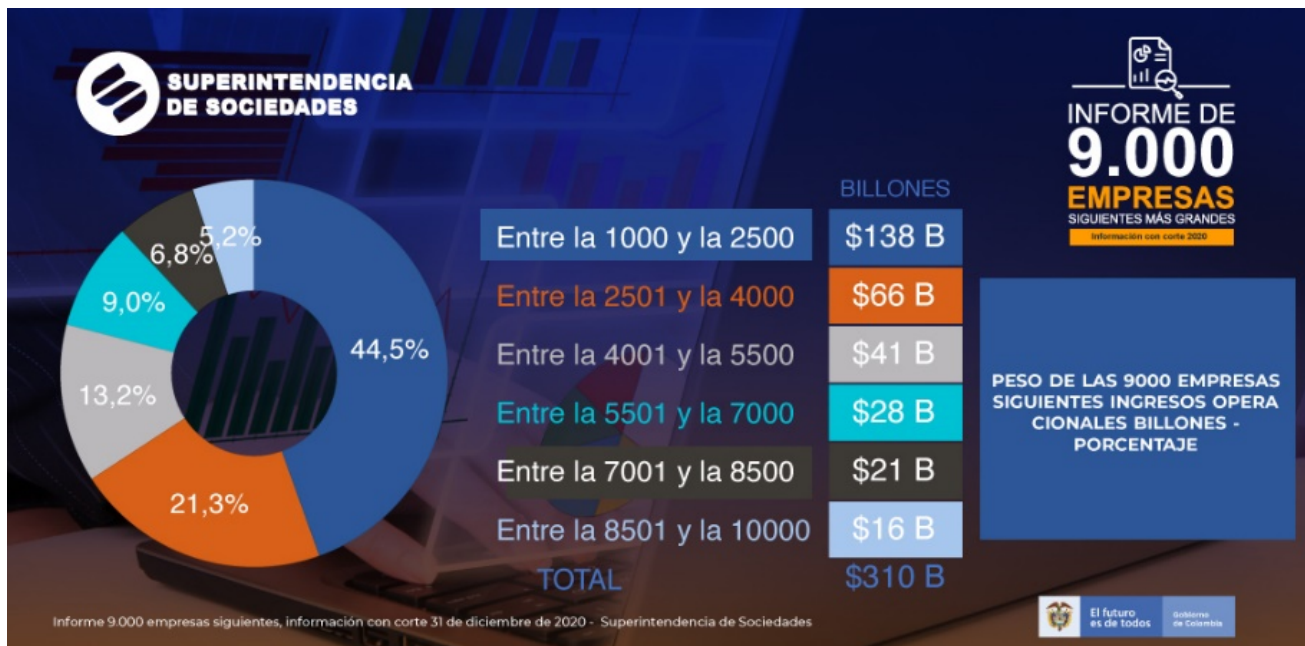 SUPERINTENDENCIA
DE SOCIEDADES
INFORME DE
9.000
EMPRESAS
SIGUIENTES MÁS GRANDES
Información con corte 2020
5,2%
6,8%
9,0%
44,5%
13,2%
21,3%
BILLONES
Entre la 1000 y la 2500 $138 B
Entre la 2501 y la 4000 $66 B
Entre la 4001 y la 5500 $41 B
Entre la 5501 y la 7000 $28 B
Entre la 7001 y la 8500 $21 B
Entre la 8501 y la 10000 $16 B
TOTAL $310 B
PESO DE LAS 9000 EMPRESAS
SIGUIENTES INGRESOS OPERA
CIONALES BILLONES -
PORCENTAJE
Informe 9.000 empresas siguientes, información con corte 31 de diciembre de 2020 - Superintendencia de Sociedades
El futuro
es de todos
Gobierno
de Colombia